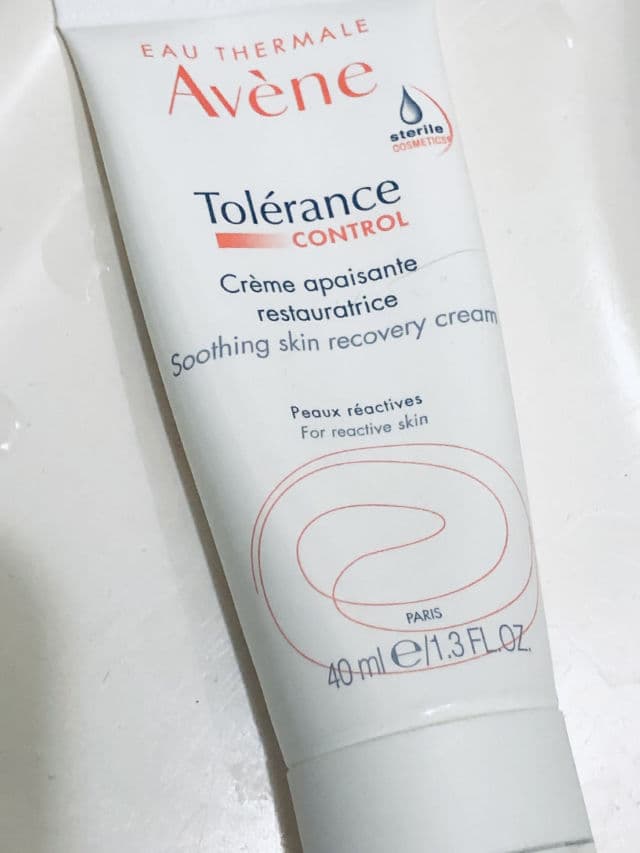 EAU THERMALE
Avène
sterile
COSMETICS
Tolérance
CONTROL
Crème apaisante
restauratrice
Soothing skin recovery cream
Peaux réactives
For reactive skin
PARIS
40 ml e/1.3 FL.OZ.